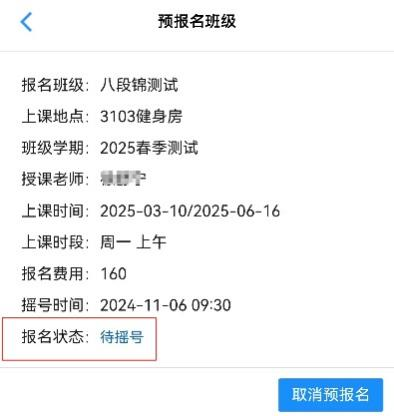 预报名班级
报名班级：八段锦测试
上课地点：3103健身房
班级学期：2025春季测试
授课老师：
上课时间：2025-03-10/2025-06-16
上课时段：周一 上午
报名费用：160
摇号时间：2024-11-06 09:30
报名状态：待摇号
取消预报名